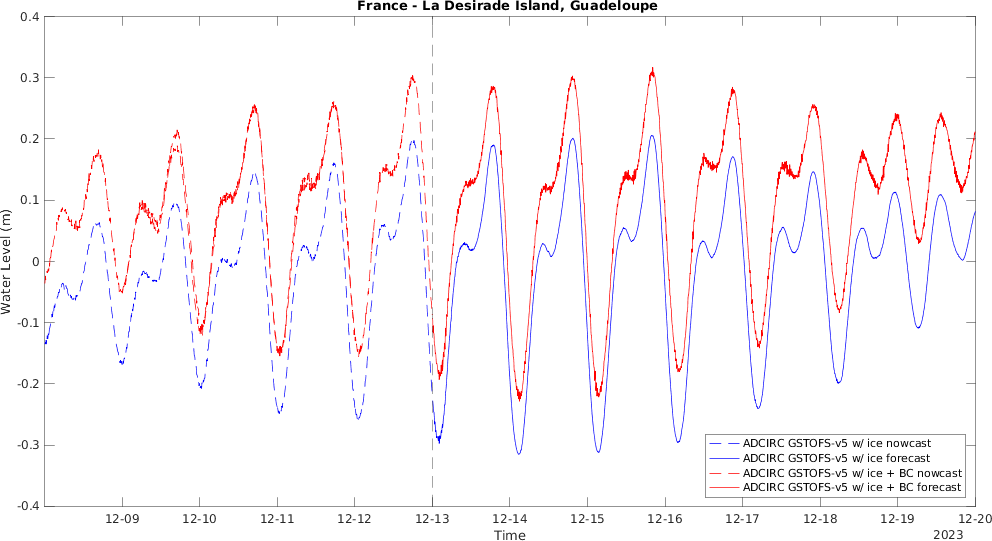 France - La Desirade Island, Guadeloupe
Water Level (m)
0.4
0.3
0.2
0.1
0
-0.1
-0.2
-0.3
-0.4
12-09 12-10 12-11 12-12 12-13 12-14 12-15 12-16 12-17 12-18 12-19 12-20
Time
2023
ADCIRC GSTOFS-v5 w/ ice nowcast
ADCIRC GSTOFS-v5 w/ ice forecast
ADCIRC GSTOFS-v5 w/ ice + BC nowcast
ADCIRC GSTOFS-v5 w/ ice + BC forecast